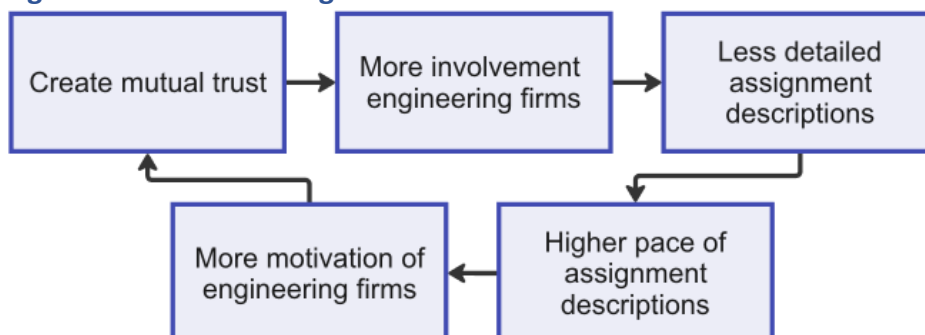 Create mutual trust
More involvement
engineering firms
Less detailed
assignment
descriptions
Higher pace of
assignment
descriptions
More motivation of
engineering firms